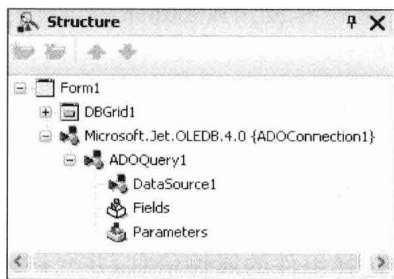 Structure
Form1
DBGrid1
Microsoft.Jet.OLEDB.4.0 {ADOConnection1}
ADOQuery1
DataSource1
Fields
Parameters